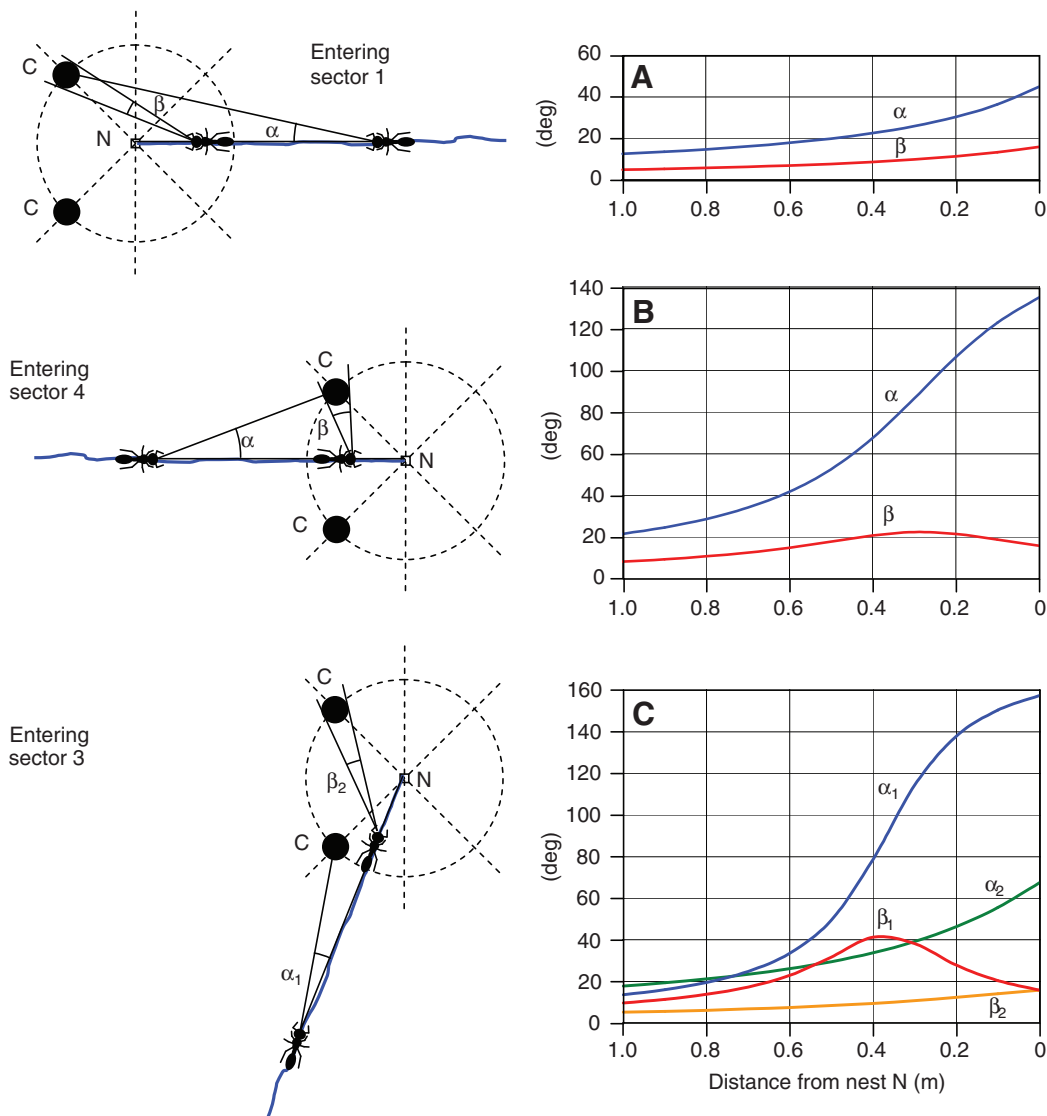 Entering
sector 1
C
β
N
α
C
A
60
40
20
0
(deg)
α
β
1.0 0.8 0.6 0.4 0.2 0
Entering
sector 4
C
α
β
N
C
B
140
120
100
80
60
40
20
0
(deg)
α
β
1.0 0.8 0.6 0.4 0.2 0
Entering
sector 3
C
N
β2
C
α1
C
160
140
120
100
80
60
40
20
0
(deg)
α1
α2
β1
β2
1.0 0.8 0.6 0.4 0.2 0
Distance from nest N (m)